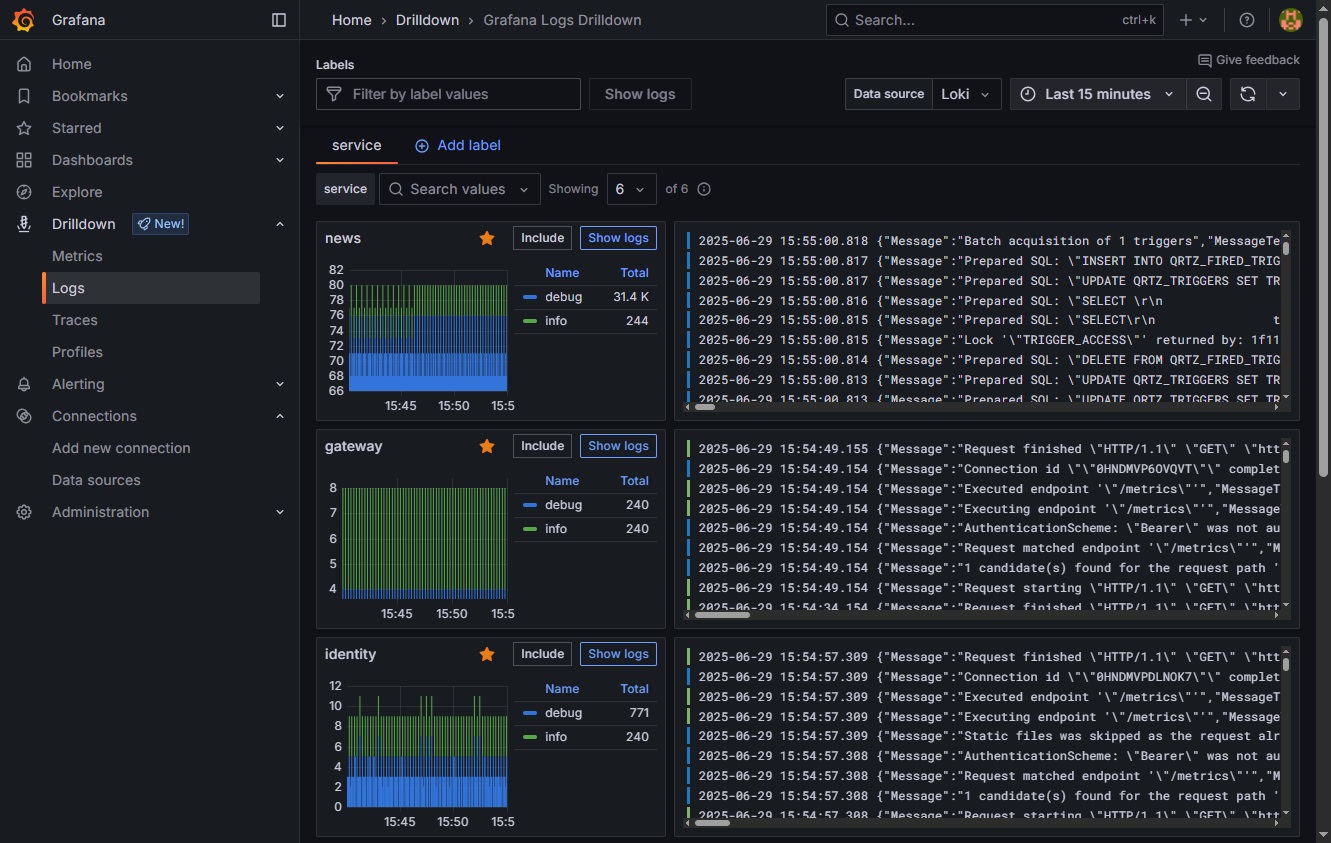 Grafana
Home › Drilldown › Grafana Logs Drilldown
Search... ctrl+k
Home
Bookmarks
Starred
Dashboards
Explore
Drilldown New!
Metrics
Logs
Traces
Profiles
Alerting
Connections
Add new connection
Data sources
Administration
Give feedback
Labels
Filter by label values
Show logs
Data source Loki
Last 15 minutes
service
Add label
service Search values Showing 6 of 6
news Include Show logs
82
80
78
76
74
72
70
68
66
15:45 15:50 15:5
Name Total
debug 31.4 K
info 244
2025-06-29 15:55:00.818 {"Message":"Batch acquisition of 1 triggers","MessageTe
2025-06-29 15:55:00.817 {"Message":"Prepared SQL: \"INSERT INTO QRTZ_FIRED_TRIG
2025-06-29 15:55:00.817 {"Message":"Prepared SQL: \"UPDATE QRTZ_TRIGGERS SET TR
2025-06-29 15:55:00.816 {"Message":"Prepared SQL: \"SELECT \r\n
2025-06-29 15:55:00.815 {"Message":"Prepared SQL: \"SELECT\r\n t
2025-06-29 15:55:00.815 {"Message":"Lock '\"TRIGGER_ACCESS\"' returned by: 1f11
2025-06-29 15:55:00.814 {"Message":"Prepared SQL: \"DELETE FROM QRTZ_FIRED_TRIG
2025-06-29 15:55:00.813 {"Message":"Prepared SQL: \"UPDATE QRTZ_TRIGGERS SET TR
2025-06-29 15:55:00.813 {"Message":"Prepared SQL: \"UPDATE QRTZ_TRIGGERS SET TR
gateway Include Show logs
8
7
6
5
4
15:45 15:50 15:5
Name Total
debug 240
info 240
2025-06-29 15:54:49.155 {"Message":"Request finished \"HTTP/1.1\" \"GET\" \"htt
2025-06-29 15:54:49.154 {"Message":"Connection id \"\"0HNDMVP6OVQVT\"\" complet
2025-06-29 15:54:49.154 {"Message":"Executed endpoint '\"/metrics\"'","MessageT
2025-06-29 15:54:49.154 {"Message":"Executing endpoint '\"/metrics\"'","Message
2025-06-29 15:54:49.154 {"Message":"AuthenticationScheme: \"Bearer\" was not au
2025-06-29 15:54:49.154 {"Message":"Request matched endpoint '\"/metrics\"'","M
2025-06-29 15:54:49.154 {"Message":"1 candidate(s) found for the request path '
2025-06-29 15:54:49.154 {"Message":"Request starting \"HTTP/1.1\" \"GET\" \"htt
2025-06-29 15:54:34.154 {"Message":"Request finished \"HTTP/1.1\" \"GET\" \"htt
identity Include Show logs
12
10
8
6
4
2
0
15:45 15:50 15:5
Name Total
debug 771
info 240
2025-06-29 15:54:57.309 {"Message":"Request finished \"HTTP/1.1\" \"GET\" \"htt
2025-06-29 15:54:57.309 {"Message":"Connection id \"\"0HNDMVPDLNOK7\"\" complet
2025-06-29 15:54:57.309 {"Message":"Executed endpoint '\"/metrics\"'","MessageT
2025-06-29 15:54:57.309 {"Message":"Executing endpoint '\"/metrics\"'","Message
2025-06-29 15:54:57.309 {"Message":"Static files was skipped as the request alr
2025-06-29 15:54:57.308 {"Message":"AuthenticationScheme: \"Bearer\" was not au
2025-06-29 15:54:57.308 {"Message":"Request matched endpoint '\"/metrics\"'","M
2025-06-29 15:54:57.308 {"Message":"1 candidate(s) found for the request path '
2025-06-29 15:54:57.308 {"Message":"Request starting \"HTTP/1.1\" \"GET\" \"htt